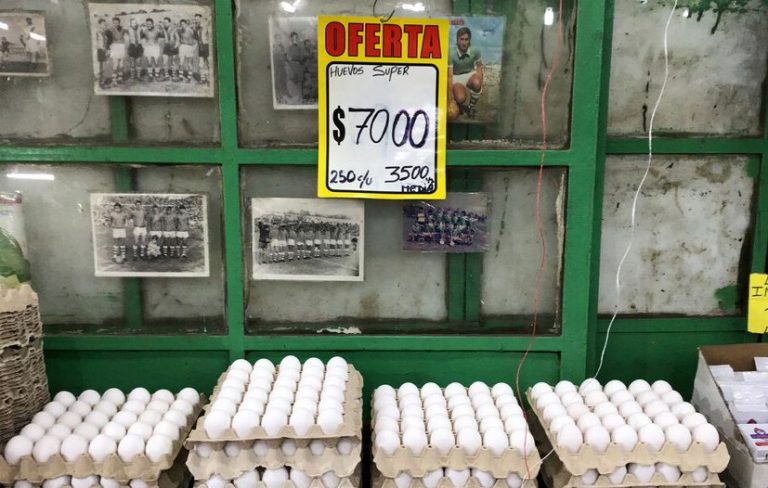 OFERTA
HUEVOS SUPER
$7000
250 c/u 3500
MEDIA